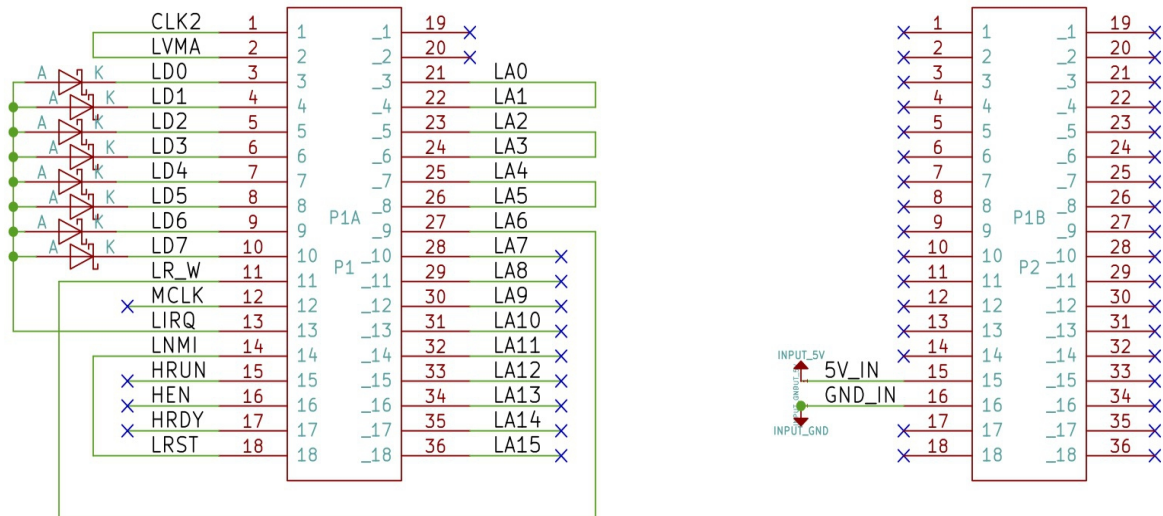 CLK2 1 1 _1 19
LVMA 2 2 _2 20
A K LD0 3 3 _3 21 LA0
A K LD1 4 4 _4 22 LA1
A K LD2 5 5 _5 23 LA2
A K LD3 6 6 _6 24 LA3
A K LD4 7 7 _7 25 LA4
A K LD5 8 8 _8 26 LA5
A K LD6 9 9 _9 27 LA6
A K LD7 10 10 _10 28 LA7
LR_W 11 11 _11 29 LA8
MCLK 12 12 _12 30 LA9
LIRQ 13 13 _13 31 LA10
LNMI 14 14 _14 32 LA11
HRUN 15 15 _15 33 LA12
HEN 16 16 _16 34 LA13
HRDY 17 17 _17 35 LA14
LRST 18 18 _18 36 LA15
P1A
P1
1 1 _1 19
2 2 _2 20
3 3 _3 21
4 4 _4 22
5 5 _5 23
6 6 _6 24
7 7 _7 25
8 8 _8 26
9 9 _9 27
10 10 _10 28
11 11 _11 29
12 12 _12 30
13 13 _13 31
14 14 _14 32
INPUT_5V
5V_IN 15 15 _15 33
GND_IN 16 16 _16 34
INPUT_GND
17 17 _17 35
18 18 _18 36
P1B
P2